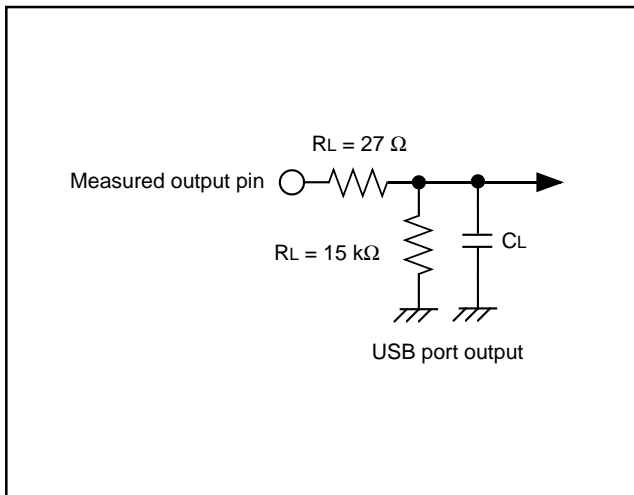 RL = 27 Ω
Measured output pin
RL = 15 kΩ
CL
USB port output